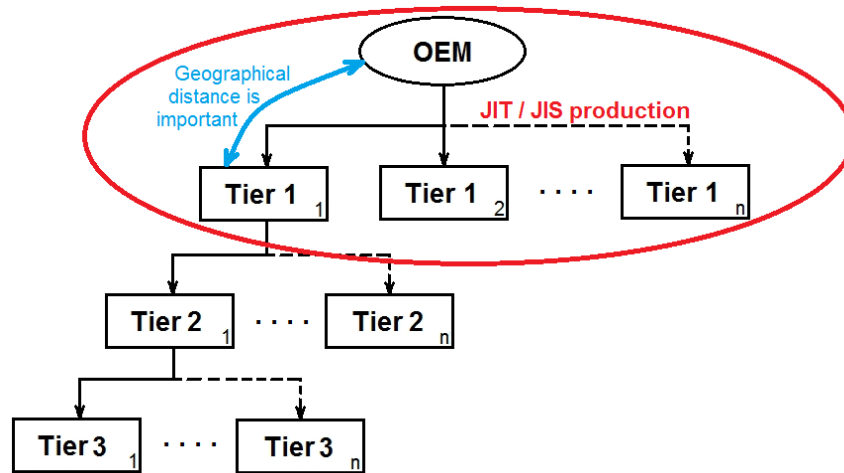 OEM
Geographical
distance is
important
JIT / JIS production
Tier 1 1
Tier 1 2
. . . .
Tier 1 n
Tier 2 1
. . . .
Tier 2 n
Tier 3 1
. . . .
Tier 3 n